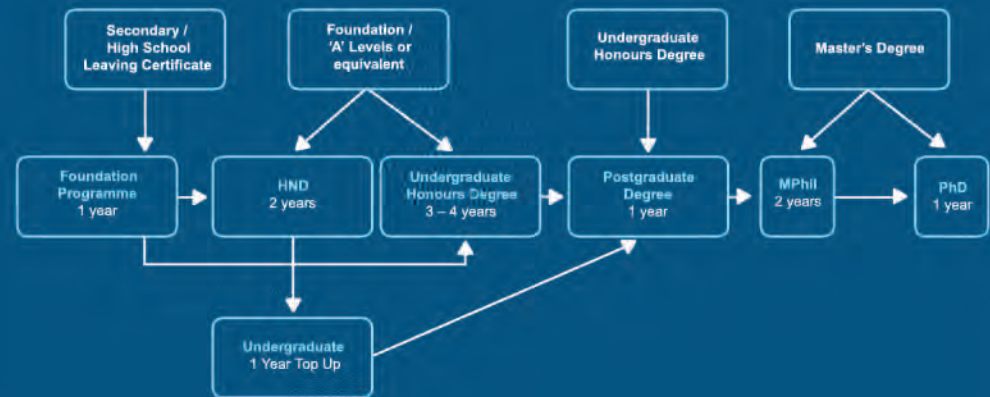 Secondary /
High School
Leaving Certificate
Foundation /
'A' Levels or
equivalent
Undergraduate
Honours Degree
Master's Degree
Foundation
Programme
1 year
HND
2 years
Undergraduate
Honours Degree
3 – 4 years
Postgraduate
Degree
1 year
MPhil
2 years
PhD
1 year
Undergraduate
1 Year Top Up